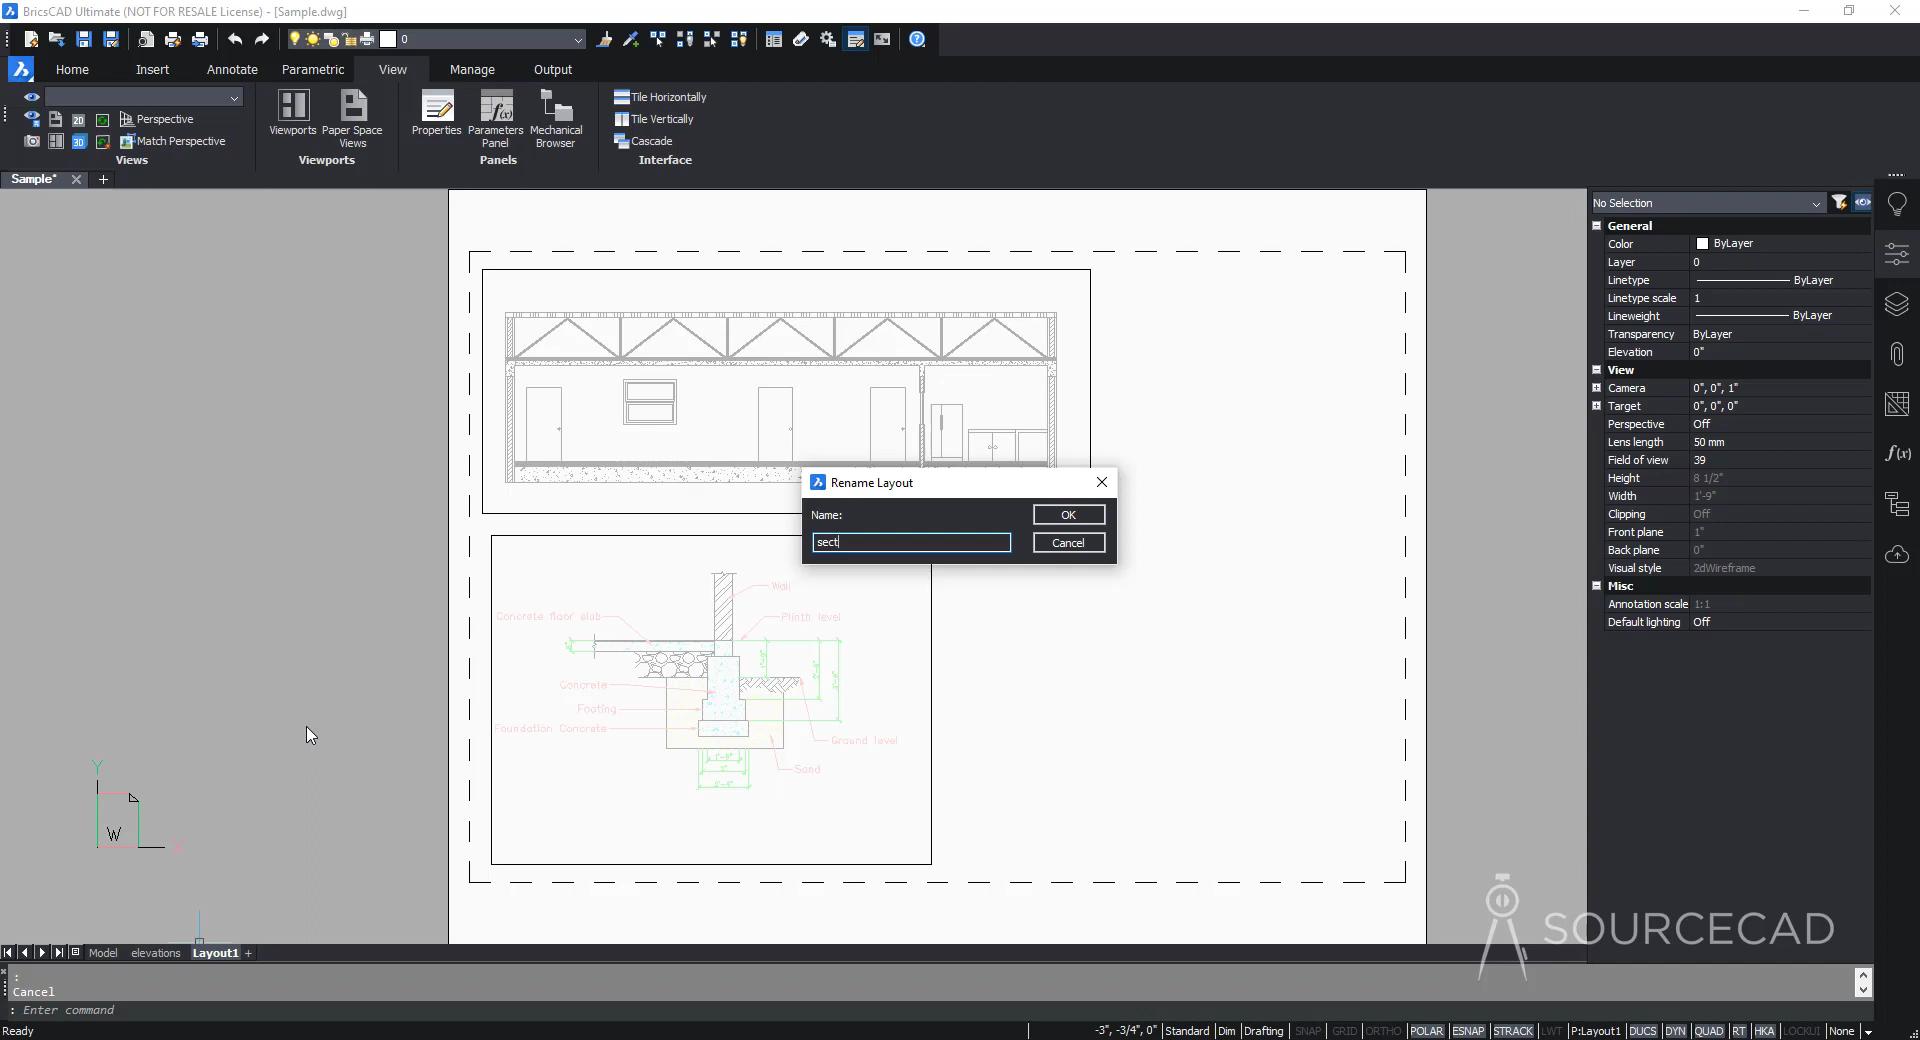 BricsCAD Ultimate (NOT FOR RESALE License) - [Sample.dwg]
0
Home Insert Annotate Parametric View Manage Output
2D Perspective
3D Match Perspective
Views
Viewports Paper Space Views
Viewports
Properties Parameters Panel Mechanical Browser
Panels
Tile Horizontally
Tile Vertically
Cascade
Interface
Sample*
Rename Layout
Name:
OK
sect
Cancel
Wall
Concrete floor slab
Plinth level
Concrete
Footing
Foundation Concrete
Ground level
Sand
Y
W
X
No Selection
General
Color ByLayer
Layer 0
Linetype ByLayer
Linetype scale 1
Lineweight ByLayer
Transparency ByLayer
Elevation 0"
View
Camera 0", 0", 1"
Target 0", 0", 0"
Perspective Off
Lens length 50 mm
Field of view 39
Height 8 1/2"
Width 1'-9"
Clipping Off
Front plane 1"
Back plane 0"
Visual style 2dWireframe
Misc
Annotation scale 1:1
Default lighting Off
f(x)
SOURCECAD
Model elevations Layout1 +
:
Cancel
: Enter command
Ready
-3", -3/4", 0" Standard Dim Drafting SNAP GRID ORTHO POLAR ESNAP STRACK LWT P:Layout1 DUCS DYN QUAD RT HKA LOCKUI None